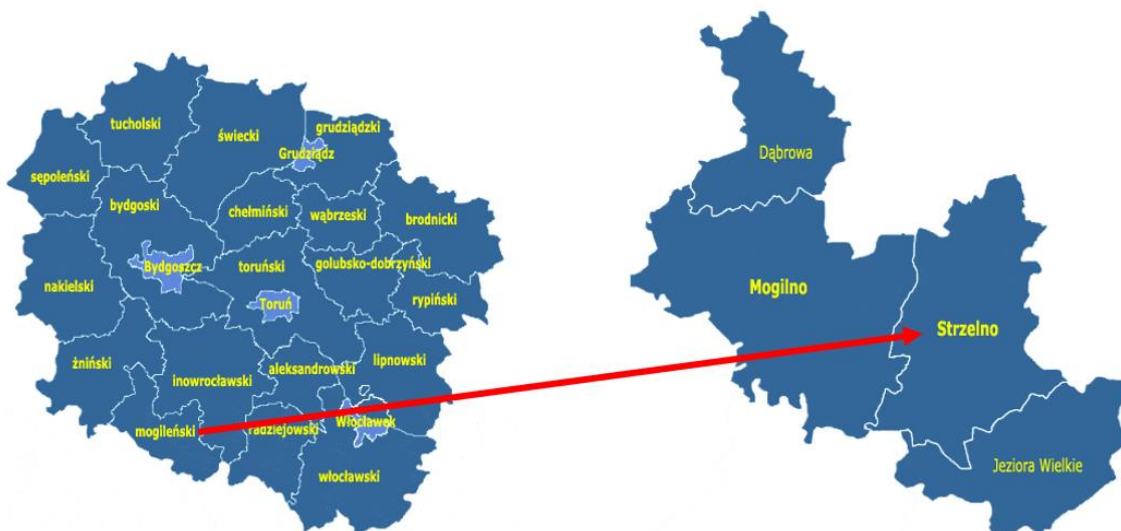 tucholski
świecki
grudziądzki
Grudziądz
sępoleński
bydgoski
chełmiński
wąbrzeski
brodnicki
Bydgoszcz
toruński
golubsko-dobrzyński
nakielski
Toruń
rypiński
żniński
inowrocławski
aleksandrowski
lipnowski
mogileński
radziejowski
Włocławek
włocławski
Dąbrowa
Mogilno
Strzelno
Jeziora Wielkie